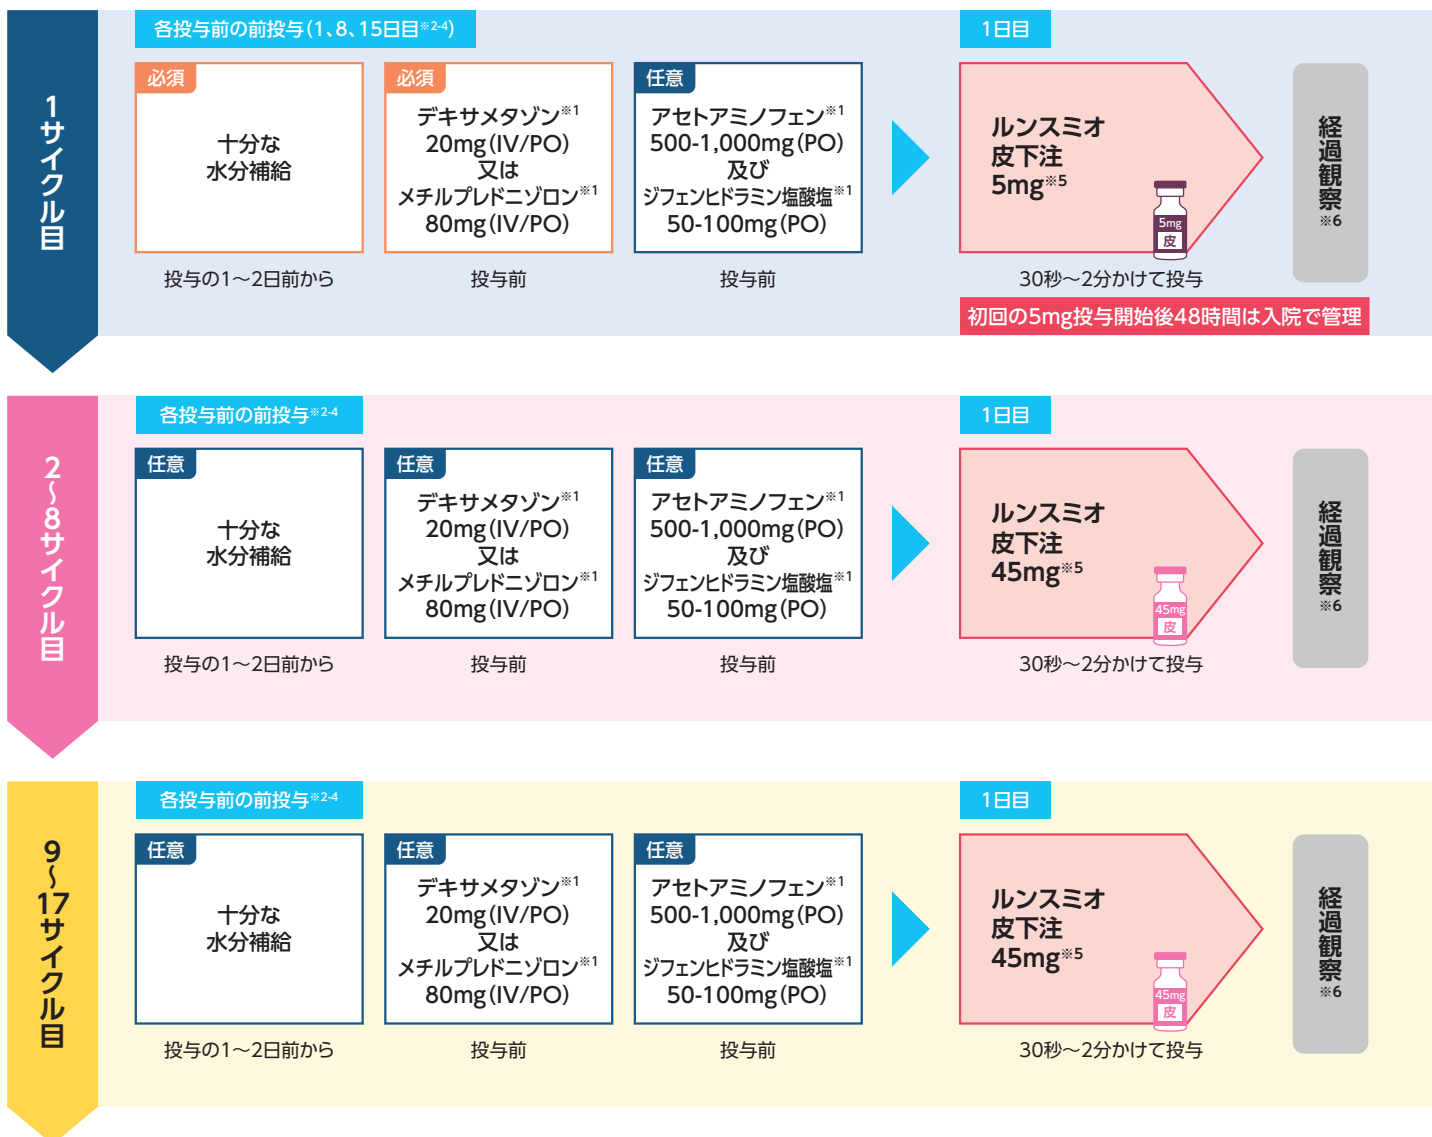 1サイクル目
各投与前の前投与(1、8、15日目※2-4)
必須
十分な
水分補給
投与の1〜2日前から
必須
デキサメタゾン※1
20mg(IV/PO)
又は
メチルプレドニゾロン※1
80mg(IV/PO)
投与前
任意
アセトアミノフェン※1
500-1,000mg(PO)
及び
ジフェンヒドラミン塩酸塩※1
50-100mg(PO)
投与前
1日目
ルンスミオ
皮下注
5mg※5
5mg
皮
30秒〜2分かけて投与
初回の5mg投与開始後48時間は入院で管理
経過観察※6
2〜8サイクル目
各投与前の前投与※2-4
任意
十分な
水分補給
投与の1〜2日前から
任意
デキサメタゾン※1
20mg(IV/PO)
又は
メチルプレドニゾロン※1
80mg(IV/PO)
投与前
任意
アセトアミノフェン※1
500-1,000mg(PO)
及び
ジフェンヒドラミン塩酸塩※1
50-100mg(PO)
投与前
1日目
ルンスミオ
皮下注
45mg※5
45mg
皮
30秒〜2分かけて投与
経過観察※6
9〜17サイクル目
各投与前の前投与※2-4
任意
十分な
水分補給
投与の1〜2日前から
任意
デキサメタゾン※1
20mg(IV/PO)
又は
メチルプレドニゾロン※1
80mg(IV/PO)
投与前
任意
アセトアミノフェン※1
500-1,000mg(PO)
及び
ジフェンヒドラミン塩酸塩※1
50-100mg(PO)
投与前
1日目
ルンスミオ
皮下注
45mg※5
45mg
皮
30秒〜2分かけて投与
経過観察※6